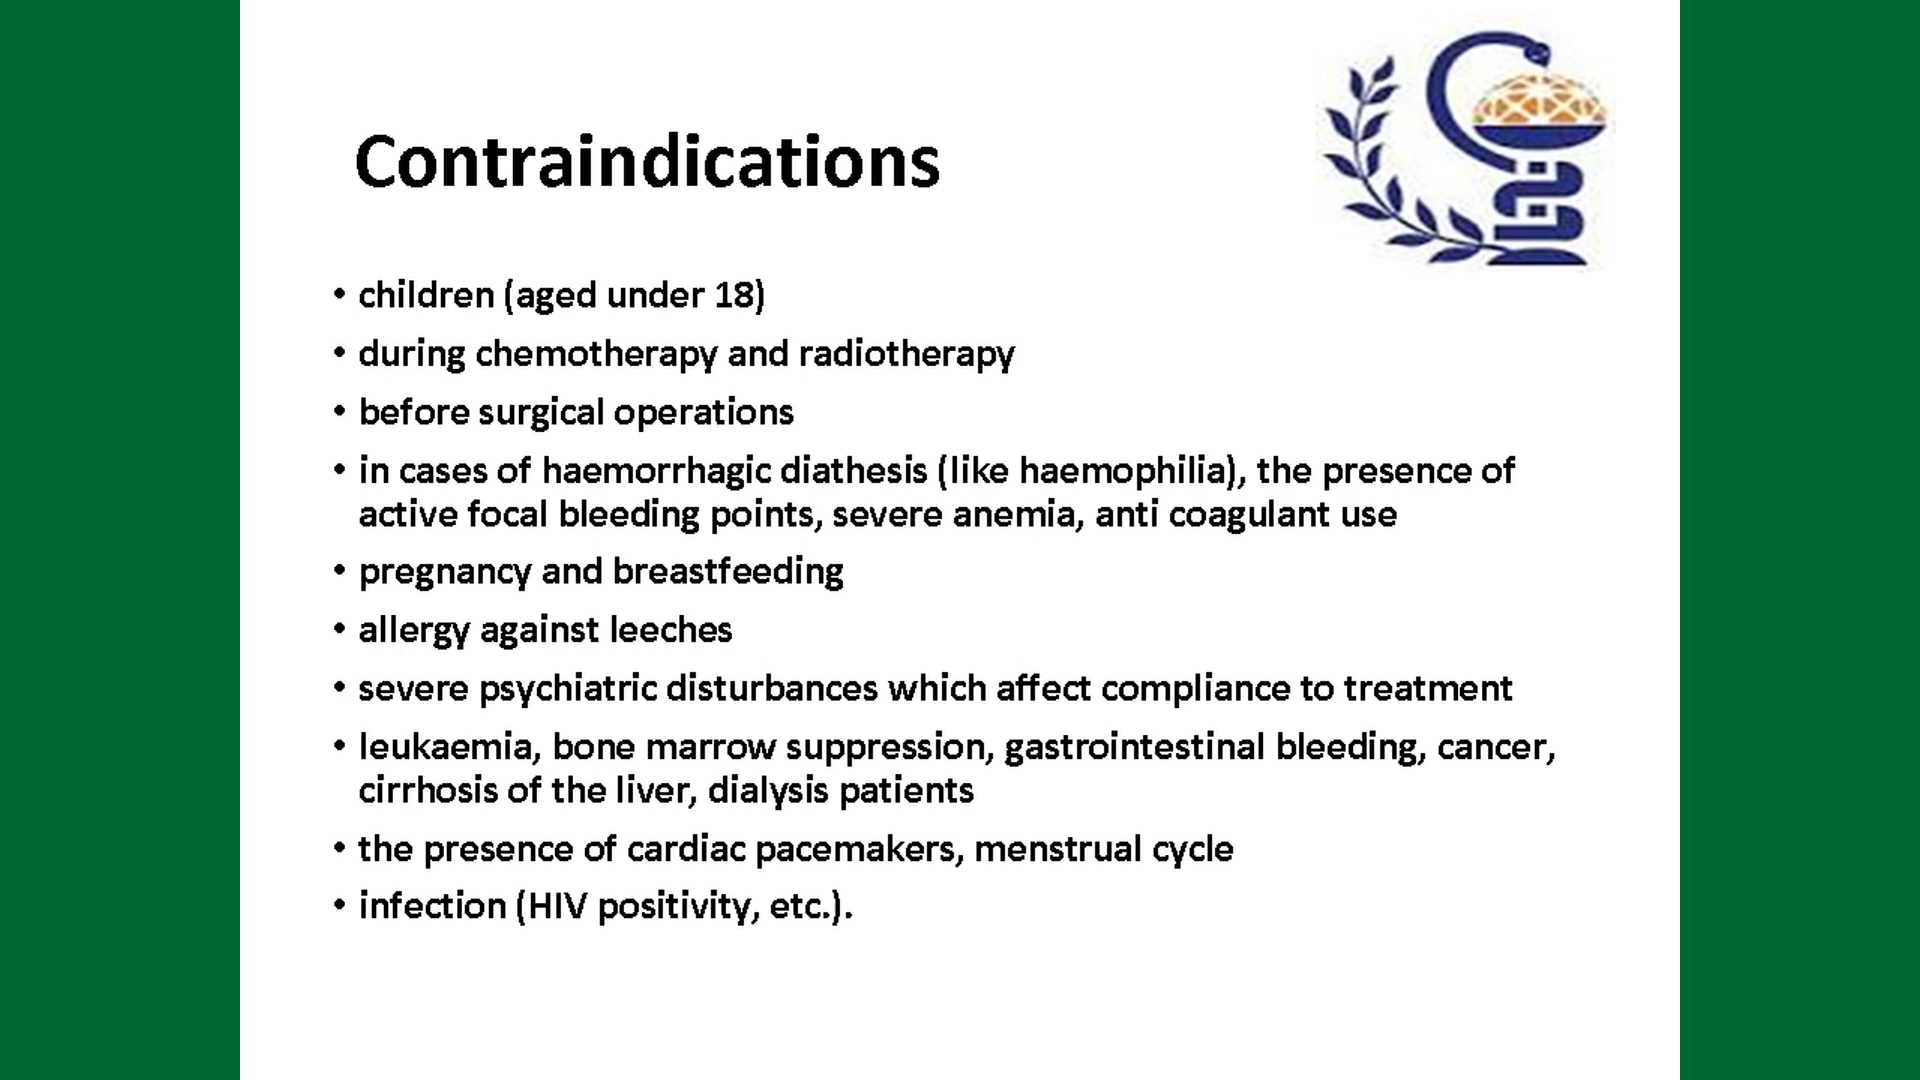 Contraindications
• children (aged under 18)
• during chemotherapy and radiotherapy
• before surgical operations
• in cases of haemorrhagic diathesis (like haemophilia), the presence of
active focal bleeding points, severe anemia, anti coagulant use
• pregnancy and breastfeeding
• allergy against leeches
• severe psychiatric disturbances which affect compliance to treatment
• leukaemia, bone marrow suppression, gastrointestinal bleeding, cancer,
cirrhosis of the liver, dialysis patients
• the presence of cardiac pacemakers, menstrual cycle
• infection (HIV positivity, etc.).